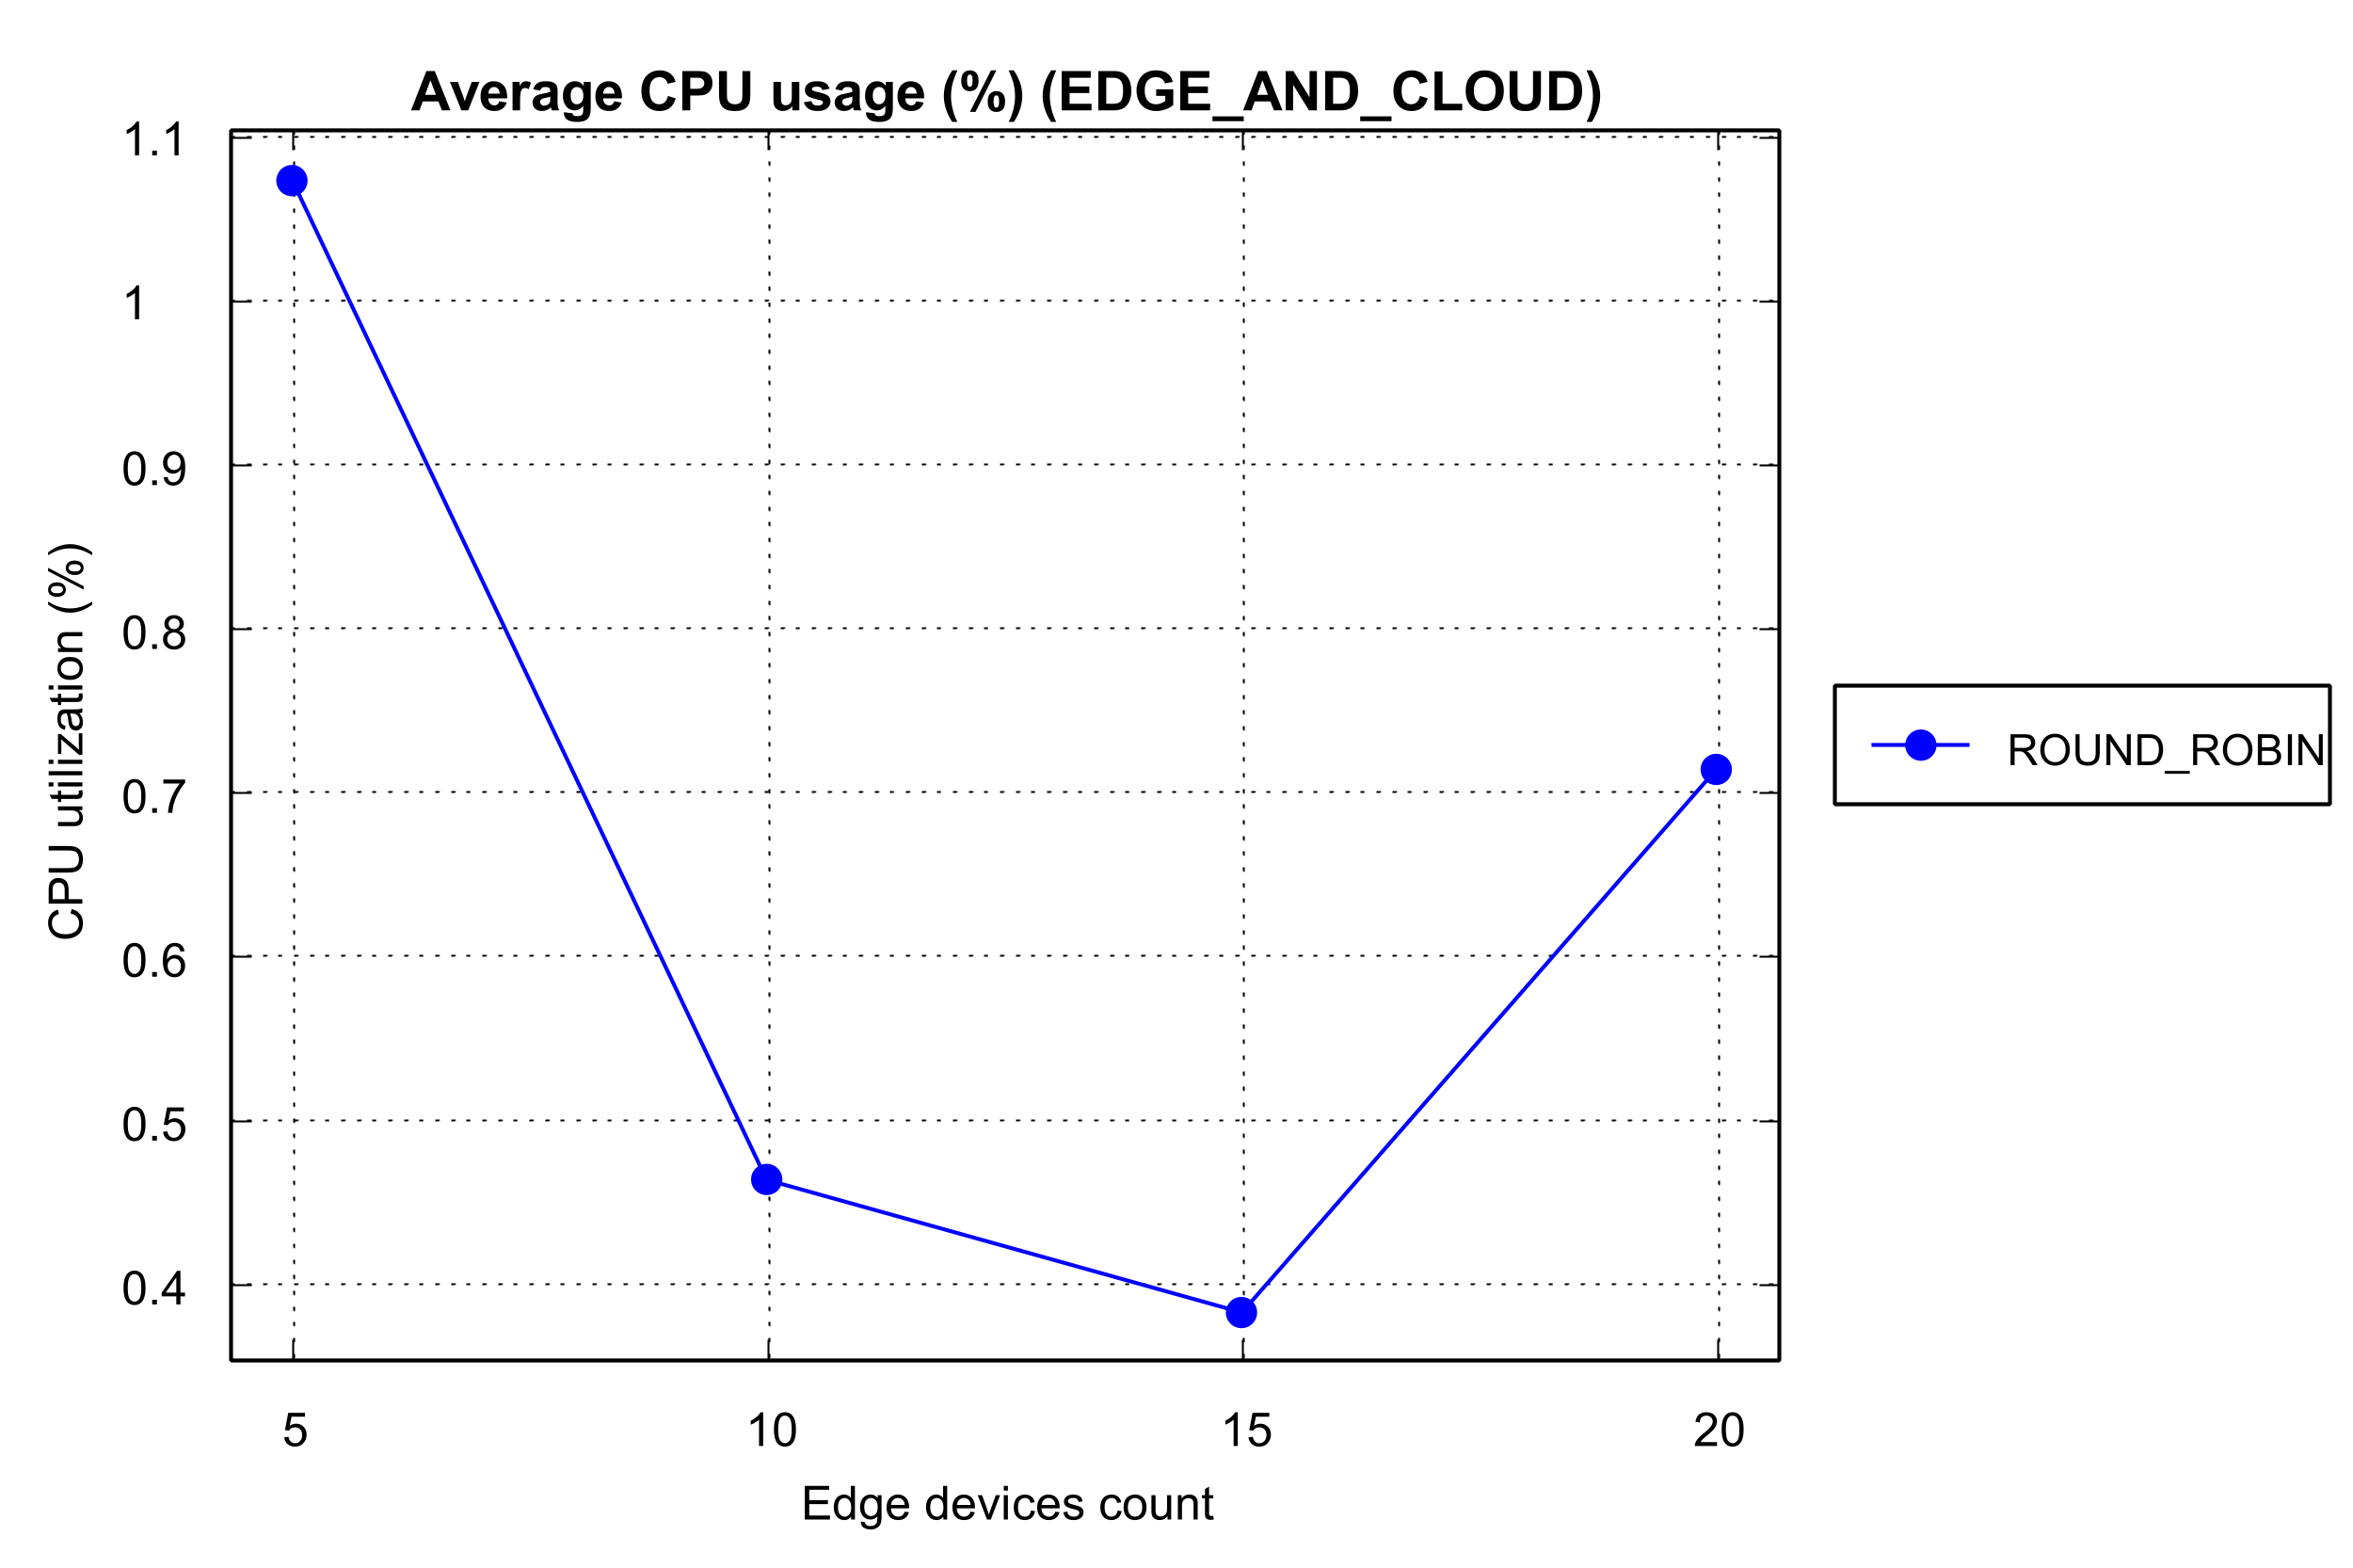 Average CPU usage (%) (EDGE_AND_CLOUD)
1.1
1
0.9
0.8
0.7
0.6
0.5
0.4
CPU utilization (%)
5 10 15 20
Edge devices count
ROUND_ROBIN